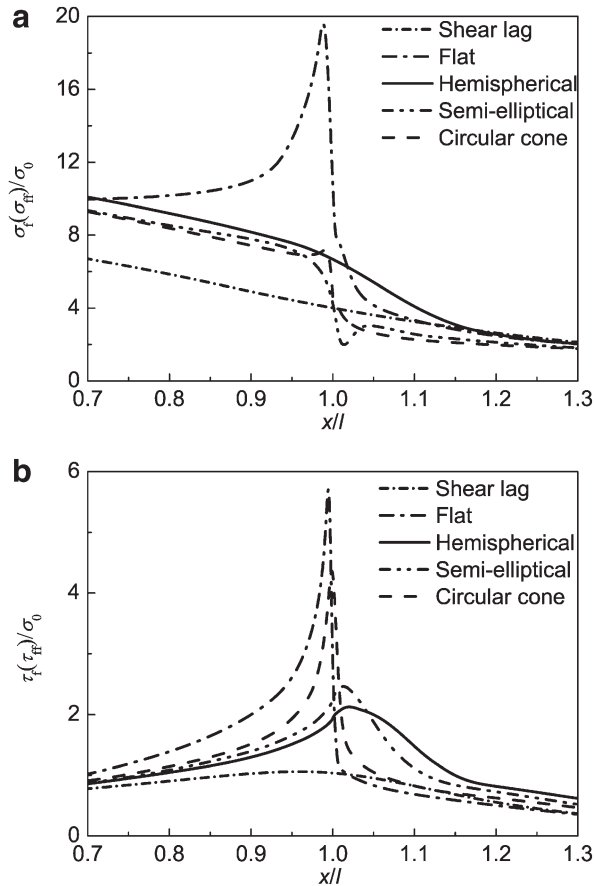 a
20
16
12
8
4
0
σf(σff)/σ0
Shear lag
Flat
Hemispherical
Semi-elliptical
Circular cone
0.7 0.8 0.9 1.0 1.1 1.2 1.3
x/l
b
6
4
2
0
τf(τff)/σ0
Shear lag
Flat
Hemispherical
Semi-elliptical
Circular cone
0.7 0.8 0.9 1.0 1.1 1.2 1.3
x/l